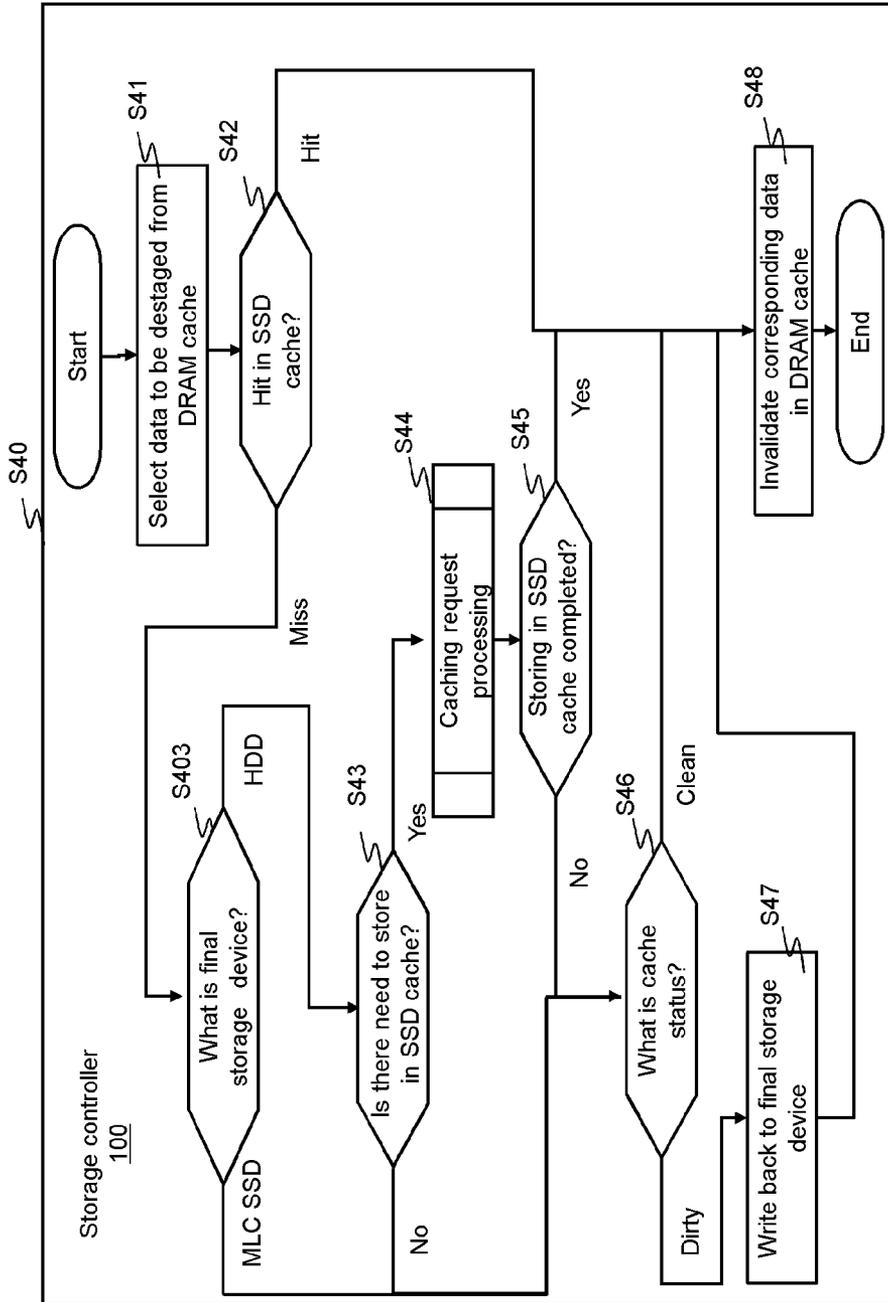 S40
Storage controller
100
Start
S41
Select data to be destaged from
DRAM cache
S42
Hit in SSD
cache?
Hit
Miss
S403
What is final
storage device?
HDD
MLC SSD
S43
Is there need to store
in SSD cache?
Yes
No
S44
Caching request
processing
S45
Storing in SSD
cache completed?
Yes
No
S46
What is cache
status?
Clean
Dirty
S47
Write back to final storage
device
S48
Invalidate corresponding data
in DRAM cache
End